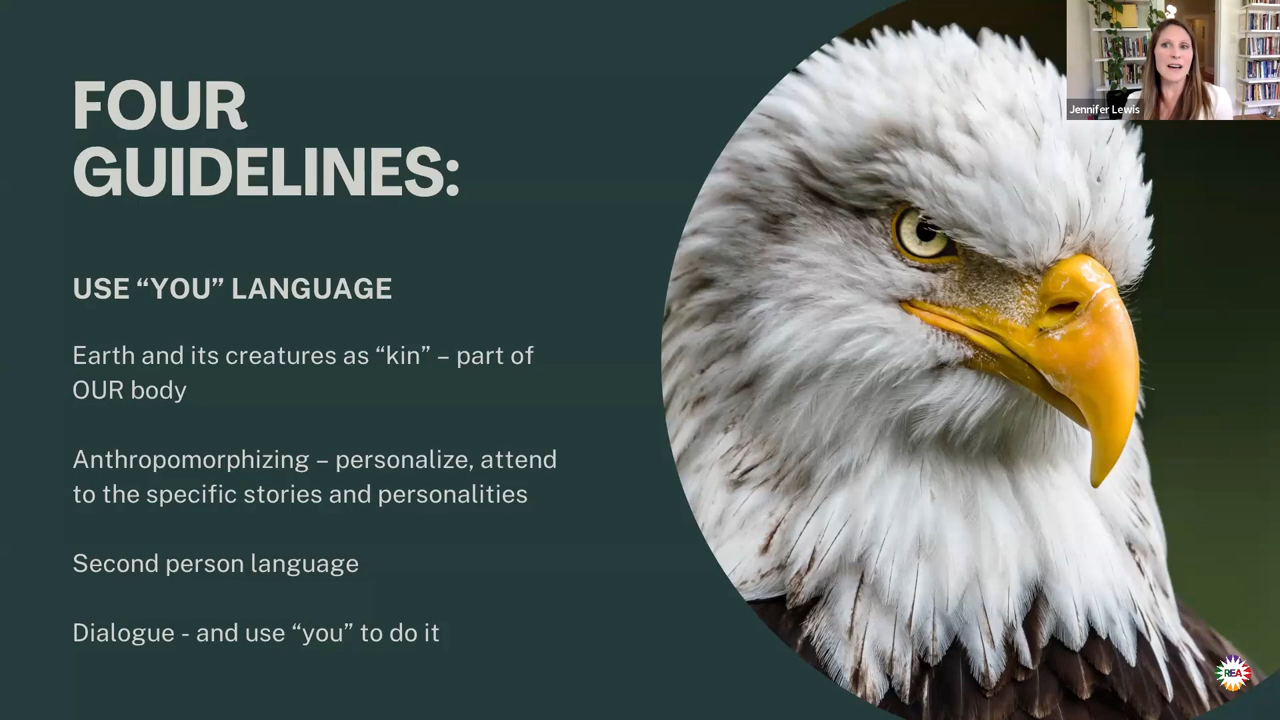 FOUR
GUIDELINES:
USE “YOU” LANGUAGE
Earth and its creatures as “kin” – part of
OUR body
Anthropomorphizing – personalize, attend
to the specific stories and personalities
Second person language
Dialogue - and use “you” to do it
Jennifer Lewis
REA